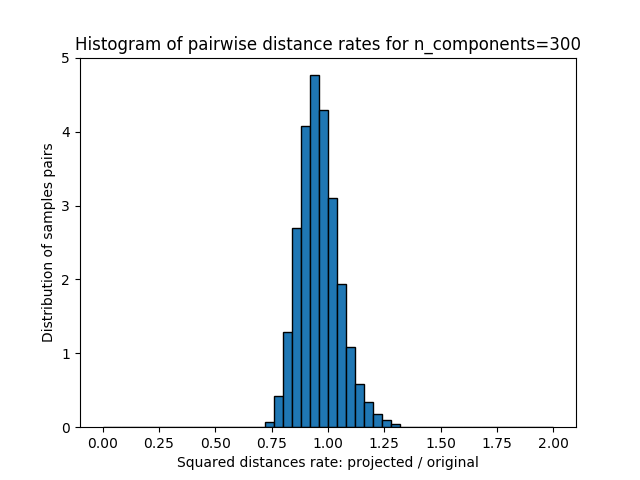 Histogram of pairwise distance rates for n_components=300
Distribution of samples pairs
5
4
3
2
1
0
0.00 0.25 0.50 0.75 1.00 1.25 1.50 1.75 2.00
Squared distances rate: projected / original